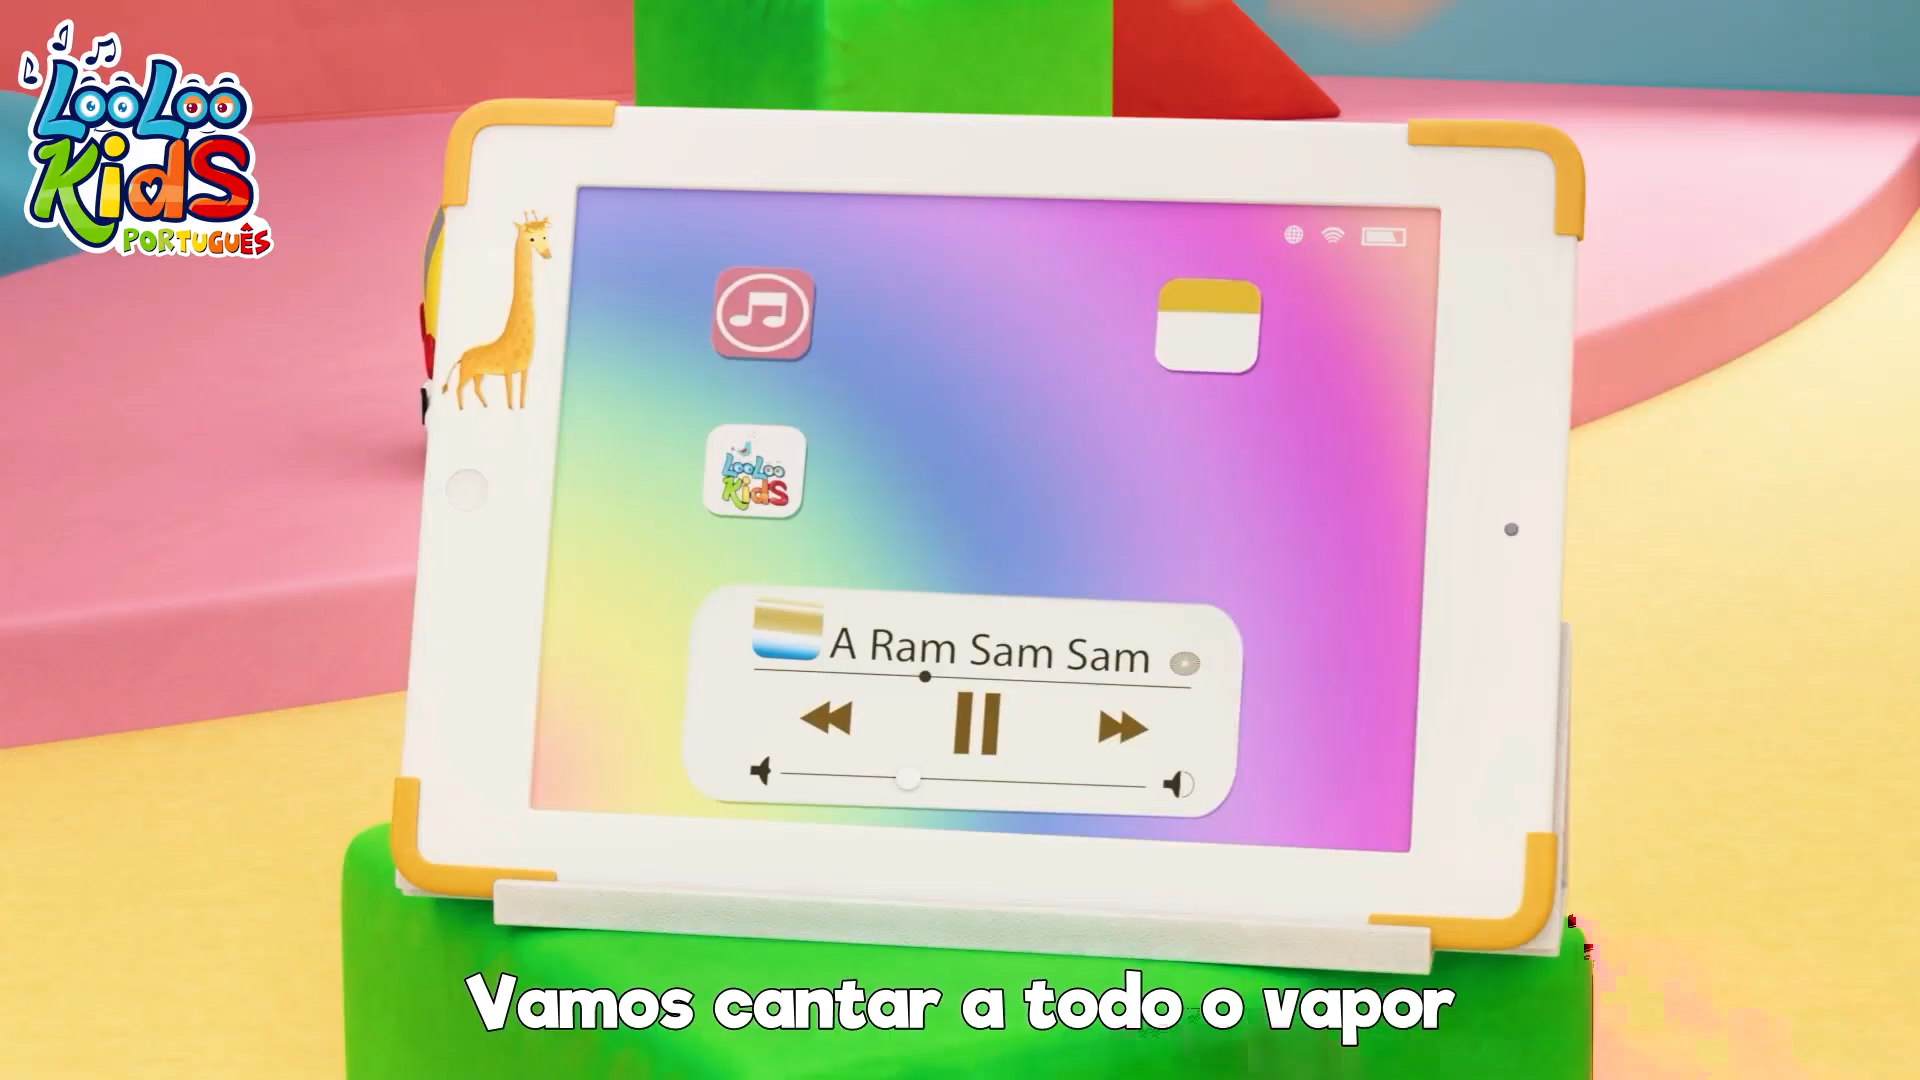 LooLoo
Kids
PORTUGUÊS
LooLoo
Kids
A Ram Sam Sam
Vamos cantar a todo o vapor